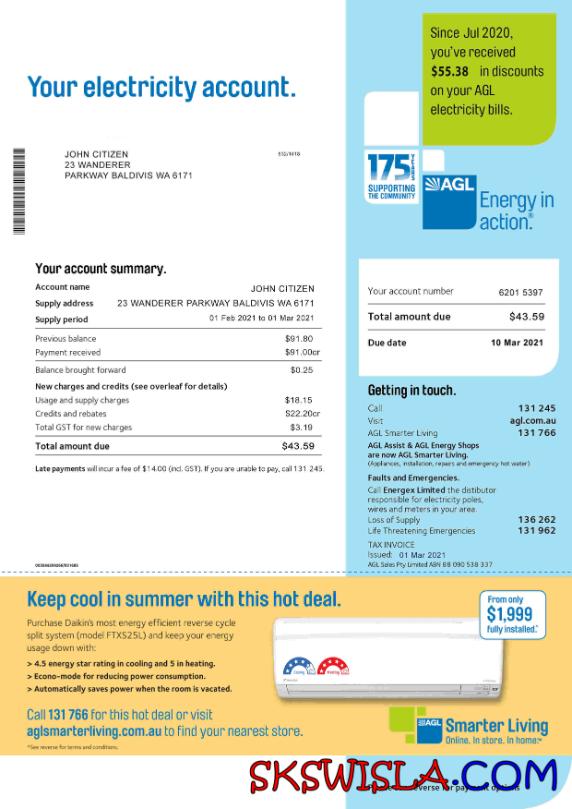 Since Jul 2020,
you've received
$55.38 in discounts
on your AGL
electricity bills.
Your electricity account.
JOHN CITIZEN
23 WANDERER
PARKWAY BALDIVIS WA 6171
175 YEARS
SUPPORTING
THE COMMUNITY
AGL
Energy in
action.®
Your account summary.
Account name JOHN CITIZEN
Supply address 23 WANDERER PARKWAY BALDIVIS WA 6171
Supply period 01 Feb 2021 to 01 Mar 2021
Previous balance $91.80
Payment received $91.00cr
Balance brought forward $0.25
New charges and credits (see overleaf for details)
Usage and supply charges $18.15
Credits and rebates $22.20cr
Total GST for new charges $3.19
Total amount due $43.59
Late payments will incur a fee of $14.00 (incl. GST). If you are unable to pay, call 131 245.
Your account number 6201 5397
Total amount due $43.59
Due date 10 Mar 2021
Getting in touch.
Call 131 245
Visit agl.com.au
AGL Smarter Living 131 766
AGL Assist & AGL Energy Shops
are now AGL Smarter Living.
(Appliances, installation, repairs and emergency hot water)
Faults and Emergencies.
Call Energex Limited the distibutor
responsible for electricity poles,
wires and meters in your area.
Loss of Supply 136 262
Life Threatening Emergencies 131 962
TAX INVOICE
Issued: 01 Mar 2021
AGL Sales Pty Limited ABN 88 090 538 337
Keep cool in summer with this hot deal.
Purchase Daikin's most energy efficient reverse cycle
split system (model FTXS25L) and keep your energy
usage down with:
> 4.5 energy star rating in cooling and 5 in heating.
> Econo-mode for reducing power consumption.
> Automatically saves power when the room is vacated.
From only
$1,999
fully installed.*
Call 131 766 for this hot deal or visit
aglsmarterliving.com.au to find your nearest store.
*See reverse for terms and conditions.
AGL
Smarter Living
Online. In store. In home.™
reverse for payment options
SKSWISLA.COM